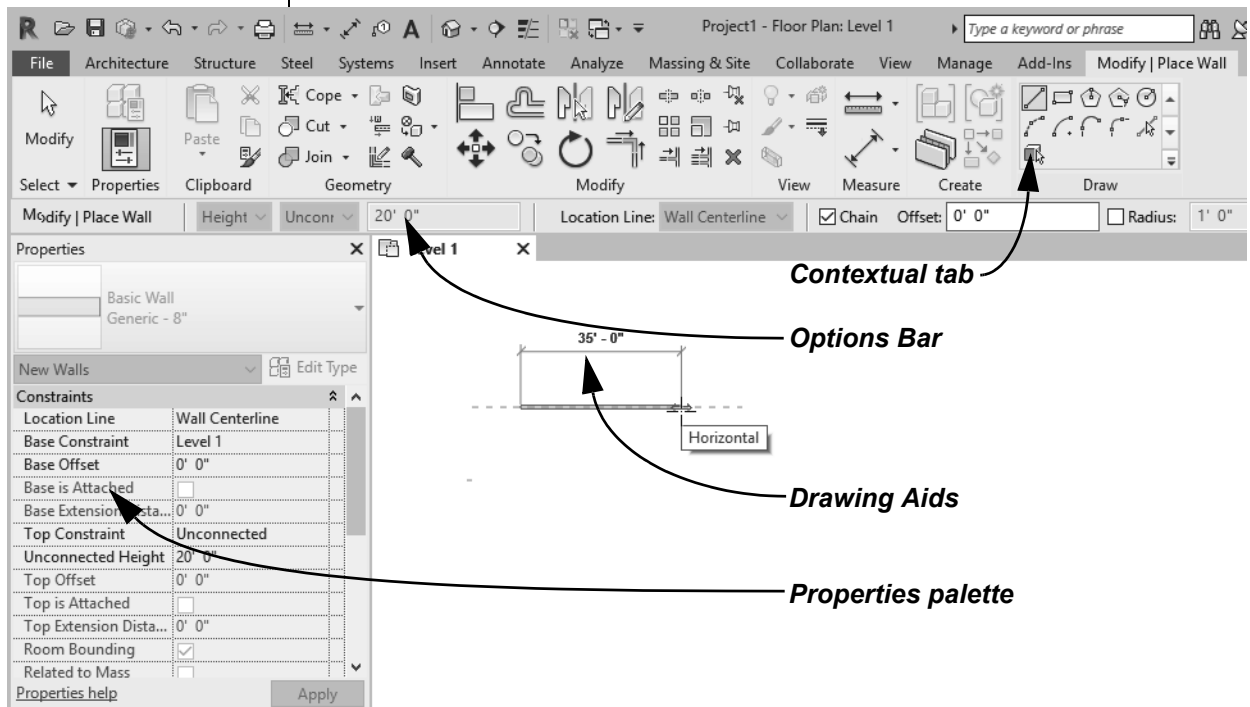 Project1 - Floor Plan: Level 1 Type a keyword or phrase
File Architecture Structure Steel Systems Insert Annotate Analyze Massing & Site Collaborate View Manage Add-Ins Modify | Place Wall
Modify Paste Cope Cut Join
Select Properties Clipboard Geometry Modify View Measure Create Draw
Modify | Place Wall Height Unconr 20' 0" Location Line: Wall Centerline Chain Offset: 0' 0" Radius: 1' 0"
Properties
Level 1
Basic Wall
Generic - 8"
Contextual tab
Options Bar
35' - 0"
New Walls Edit Type
Constraints
Location Line Wall Centerline
Base Constraint Level 1
Horizontal
Base Offset 0' 0"
Base is Attached
Drawing Aids
Base Extension Dista... 0' 0"
Top Constraint Unconnected
Unconnected Height 20' 0"
Top Offset 0' 0"
Properties palette
Top is Attached
Top Extension Dista... 0' 0"
Room Bounding
Related to Mass
Properties help Apply